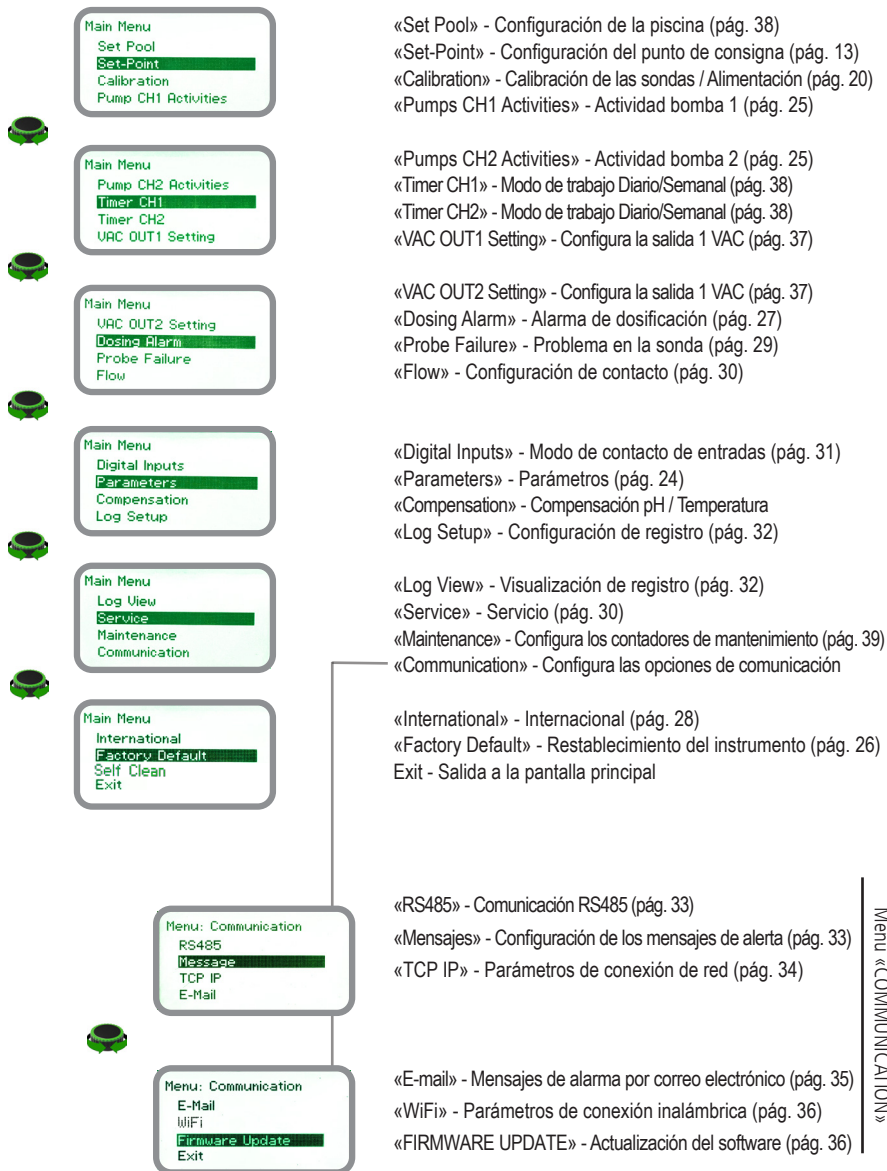 Main Menu
Set Pool
Set-Point
Calibration
Pump CH1 Activities
«Set Pool» - Configuración de la piscina (pág. 38)
«Set-Point» - Configuración del punto de consigna (pág. 13)
«Calibration» - Calibración de las sondas / Alimentación (pág. 20)
«Pumps CH1 Activities» - Actividad bomba 1 (pág. 25)
Main Menu
Pump CH2 Activities
Timer CH1
Timer CH2
VAC OUT1 Setting
«Pumps CH2 Activities» - Actividad bomba 2 (pág. 25)
«Timer CH1» - Modo de trabajo Diario/Semanal (pág. 38)
«Timer CH2» - Modo de trabajo Diario/Semanal (pág. 38)
«VAC OUT1 Setting» - Configura la salida 1 VAC (pág. 37)
Main Menu
VAC OUT2 Setting
Dosing Alarm
Probe Failure
Flow
«VAC OUT2 Setting» - Configura la salida 1 VAC (pág. 37)
«Dosing Alarm» - Alarma de dosificación (pág. 27)
«Probe Failure» - Problema en la sonda (pág. 29)
«Flow» - Configuración de contacto (pág. 30)
Main Menu
Digital Inputs
Parameters
Compensation
Log Setup
«Digital Inputs» - Modo de contacto de entradas (pág. 31)
«Parameters» - Parámetros (pág. 24)
«Compensation» - Compensación pH / Temperatura
«Log Setup» - Configuración de registro (pág. 32)
Main Menu
Log View
Service
Maintenance
Communication
«Log View» - Visualización de registro (pág. 32)
«Service» - Servicio (pág. 30)
«Maintenance» - Configura los contadores de mantenimiento (pág. 39)
«Communication» - Configura las opciones de comunicación
Main Menu
International
Factory Default
Self Clean
Exit
«International» - Internacional (pág. 28)
«Factory Default» - Restablecimiento del instrumento (pág. 26)
Exit - Salida a la pantalla principal
Menu: Communication
RS485
Message
TCP IP
E-Mail
«RS485» - Comunicación RS485 (pág. 33)
«Mensajes» - Configuración de los mensajes de alerta (pág. 33)
«TCP IP» - Parámetros de conexión de red (pág. 34)
Menu: Communication
E-Mail
WiFi
Firmware Update
Exit
«E-mail» - Mensajes de alarma por correo electrónico (pág. 35)
«WiFi» - Parámetros de conexión inalámbrica (pág. 36)
«FIRMWARE UPDATE» - Actualización del software (pág. 36)
Menu «COMMUNICATION»